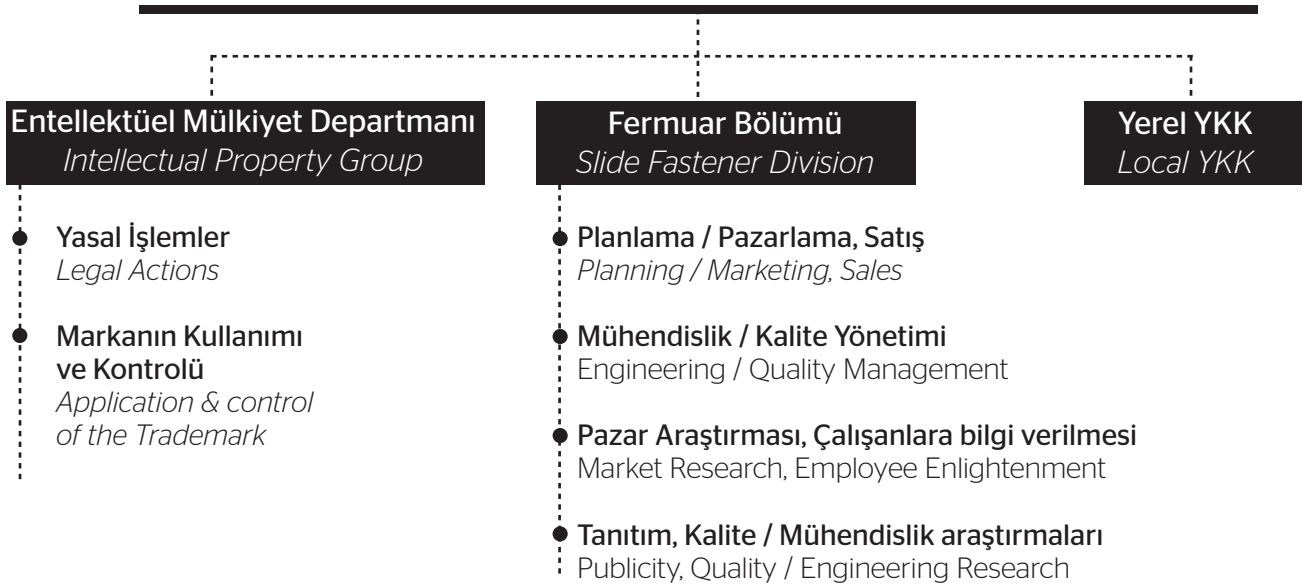 Entellektüel Mülkiyet Departmanı
Intellectual Property Group
Yasal İşlemler
Legal Actions
Markanın Kullanımı
ve Kontrolü
Application & control
of the Trademark
Fermuar Bölümü
Slide Fastener Division
Planlama / Pazarlama, Satış
Planning / Marketing, Sales
Mühendislik / Kalite Yönetimi
Engineering / Quality Management
Pazar Araştırması, Çalışanlara bilgi verilmesi
Market Research, Employee Enlightenment
Tanıtım, Kalite / Mühendislik araştırmaları
Publicity, Quality / Engineering Research
Yerel YKK
Local YKK